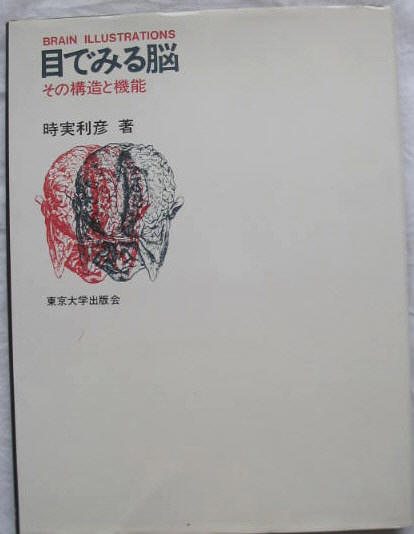 BRAIN ILLUSTRATIONS
目でみる脳
その構造と機能
時実利彦 著
東京大学出版会